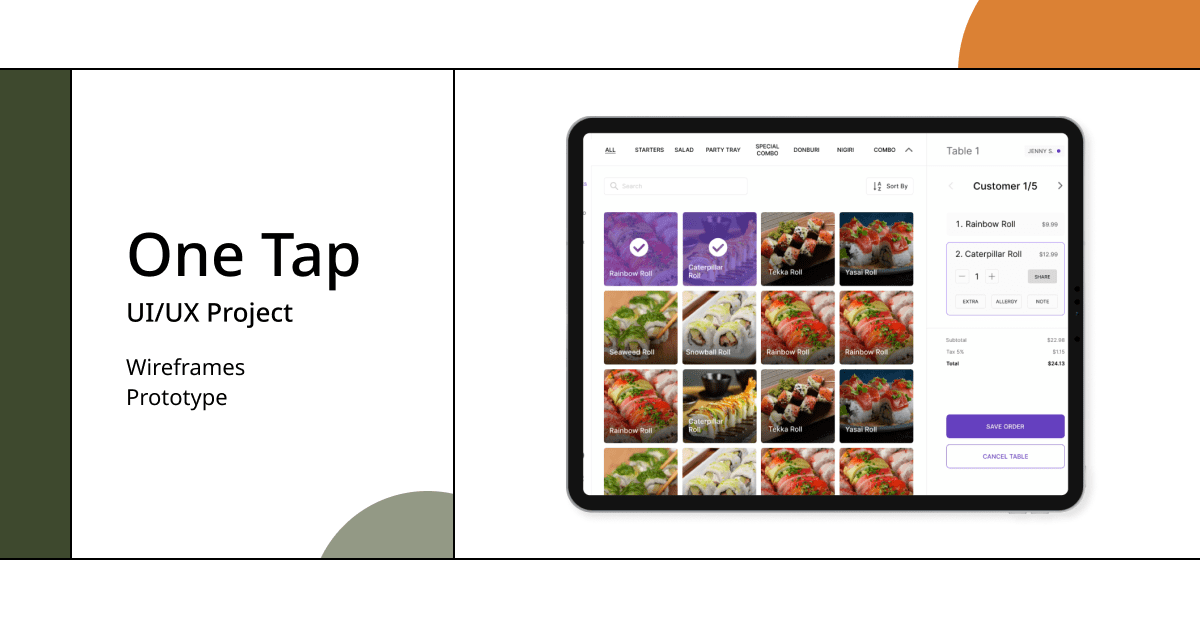 One Tap
UI/UX Project
Wireframes
Prototype
ALL
STARTERS
SALAD
PARTY TRAY
SPECIAL
COMBO
DONBURI
NIGIRI
COMBO
Search
Sort By
Rainbow Roll
Caterpillar
Roll
Tekka Roll
Yasai Roll
Seaweed Roll
Snowball Roll
Rainbow Roll
Rainbow Roll
Rainbow Roll
Caterpillar
Roll
Tekka Roll
Yasai Roll
Table 1
JENNY S.
Customer 1/5
1. Rainbow Roll $9.99
2. Caterpillar Roll $12.99
1
SHARE
EXTRA
ALLERGY
NOTE
Subtotal $22.98
Tax 5% $1.15
Total $24.13
SAVE ORDER
CANCEL TABLE